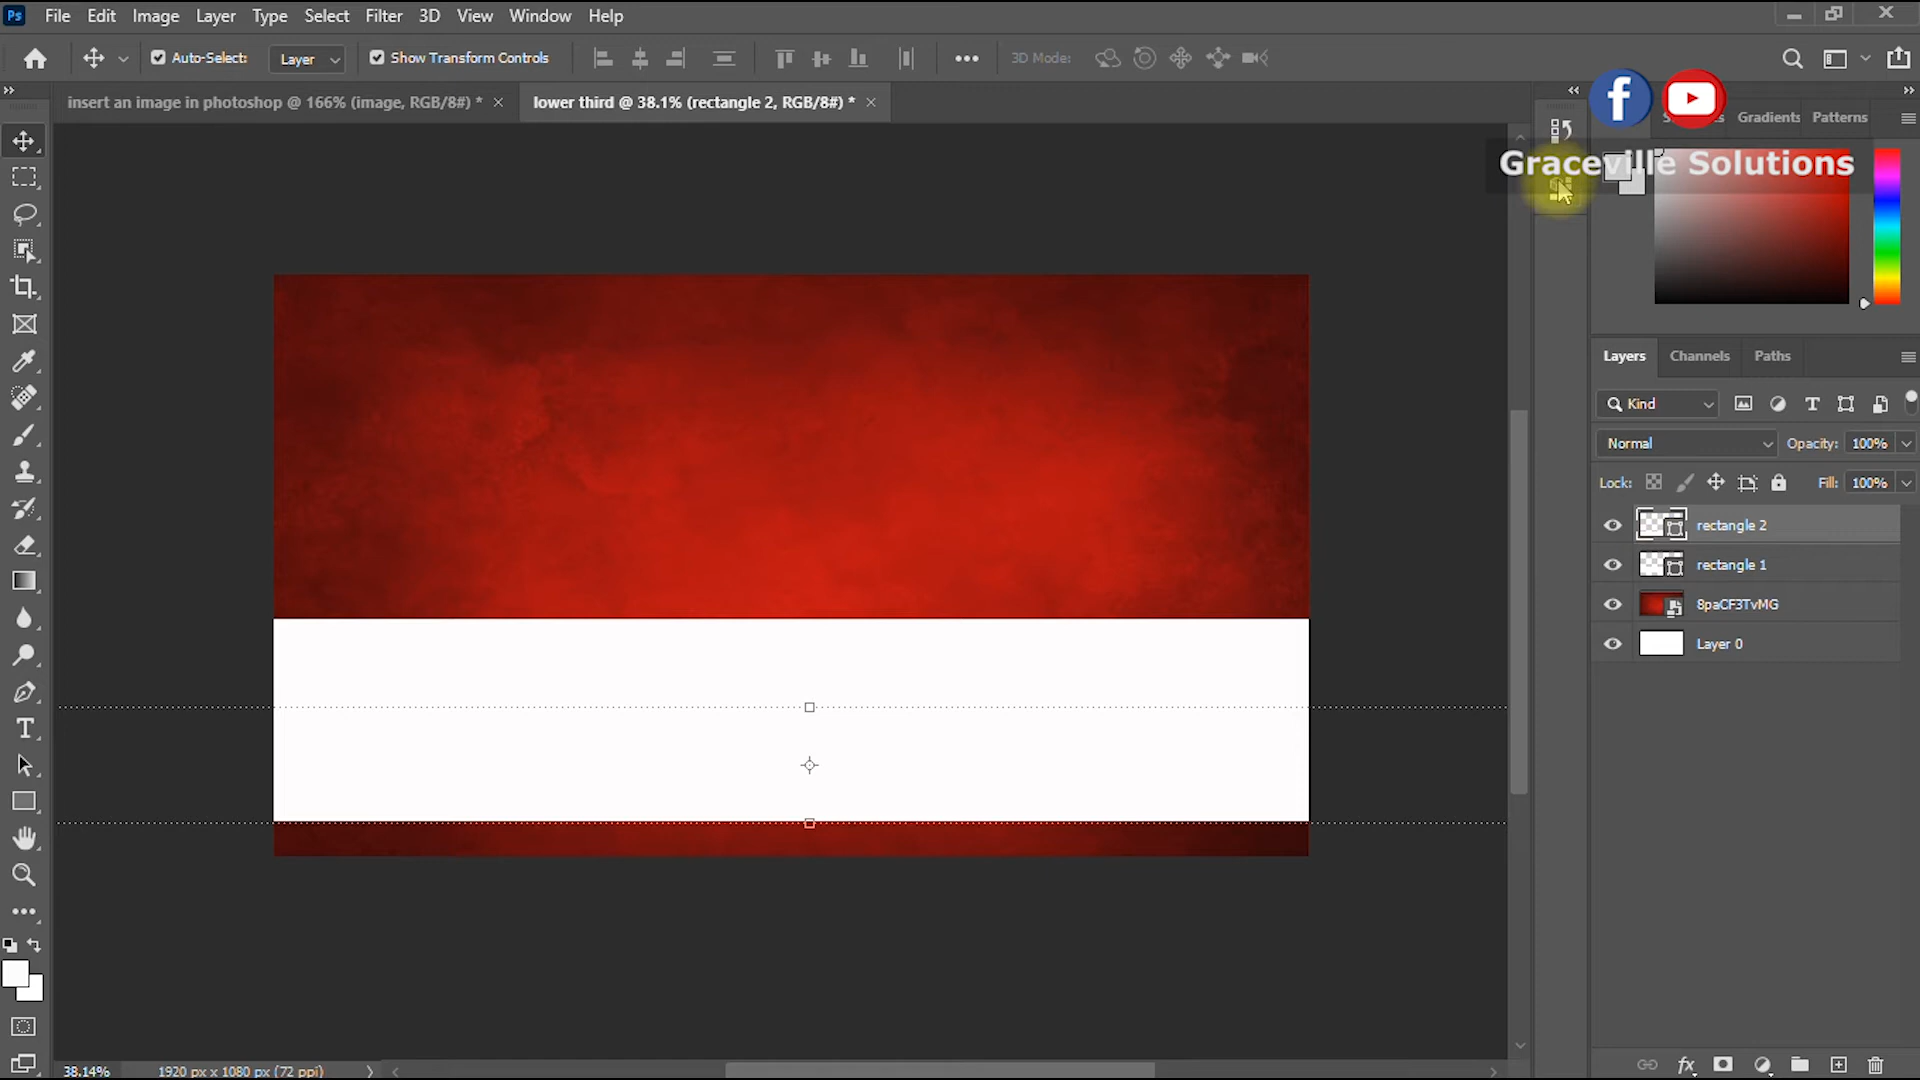 Ps File Edit Image Layer Type Select Filter 3D View Window Help
Auto-Select: Layer Show Transform Controls 3D Mode:
insert an image in photoshop @ 166% (image, RGB/8#) * lower third @ 38.1% (rectangle 2, RGB/8#) *
Gradients Patterns
Graceville Solutions
Layers Channels Paths
Kind
Normal Opacity: 100%
Lock: Fill: 100%
rectangle 2
rectangle 1
8paCF3TvMG
Layer 0
fx
38.14% 1920 px x 1080 px (72 ppi)